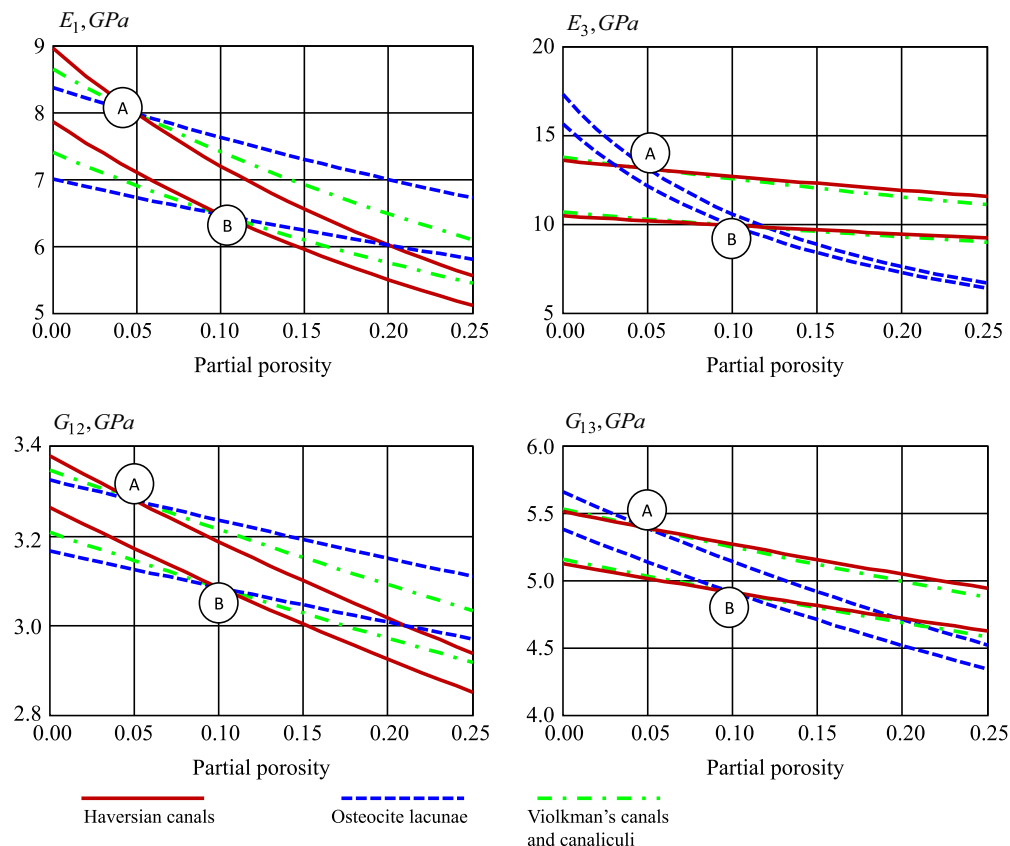 E1, GPa
9
8
7
6
5
A
B
0.00 0.05 0.10 0.15 0.20 0.25
Partial porosity
E3, GPa
20
15
10
5
A
B
0.00 0.05 0.10 0.15 0.20 0.25
Partial porosity
G12, GPa
3.4
3.2
3.0
2.8
A
B
0.00 0.05 0.10 0.15 0.20 0.25
Partial porosity
G13, GPa
6.0
5.5
5.0
4.5
4.0
A
B
0.00 0.05 0.10 0.15 0.20 0.25
Partial porosity
Haversian canals
Osteocite lacunae
Violkman's canals
and canaliculi